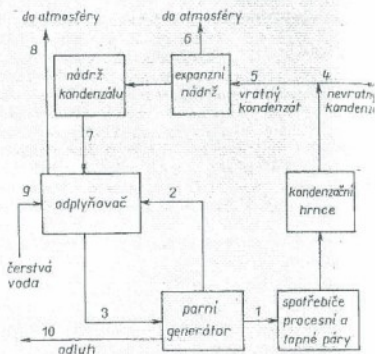 do atmosféry
do atmosféry
8
6
nádrž
kondenzátu
expanzní
nádrž
5
4
vratný
kondenzát
nevratný
7
kondenzační
hrnce
9
odplyňovač
2
čerstvá
voda
3
parní
generátor
1
spotřebiče
procesní a
topné páry
10
odluh